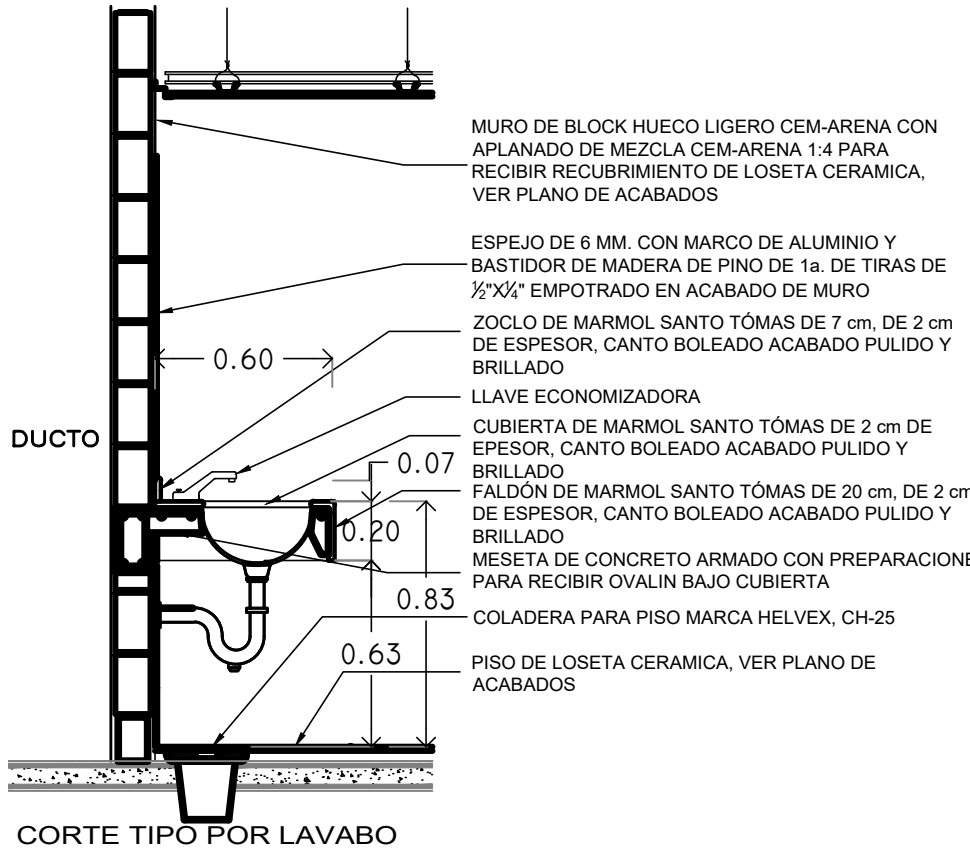 MURO DE BLOCK HUECO LIGERO CEM-ARENA CON
APLANADO DE MEZCLA CEM-ARENA 1:4 PARA
RECIBIR RECUBRIMIENTO DE LOSETA CERAMICA,
VER PLANO DE ACABADOS
ESPEJO DE 6 MM. CON MARCO DE ALUMINIO Y
BASTIDOR DE MADERA DE PINO DE 1a. DE TIRAS DE
½"X¼" EMPOTRADO EN ACABADO DE MURO
ZOCLO DE MARMOL SANTO TÓMAS DE 7 cm, DE 2 cm
DE ESPESOR, CANTO BOLEADO ACABADO PULIDO Y
BRILLADO
0.60
LLAVE ECONOMIZADORA
DUCTO
CUBIERTA DE MARMOL SANTO TÓMAS DE 2 cm DE
EPESOR, CANTO BOLEADO ACABADO PULIDO Y
BRILLADO
0.07
FALDÓN DE MARMOL SANTO TÓMAS DE 20 cm, DE 2 cm
DE ESPESOR, CANTO BOLEADO ACABADO PULIDO Y
BRILLADO
0.20
MESETA DE CONCRETO ARMADO CON PREPARACIONE
PARA RECIBIR OVALIN BAJO CUBIERTA
0.83
COLADERA PARA PISO MARCA HELVEX, CH-25
0.63
PISO DE LOSETA CERAMICA, VER PLANO DE
ACABADOS
CORTE TIPO POR LAVABO